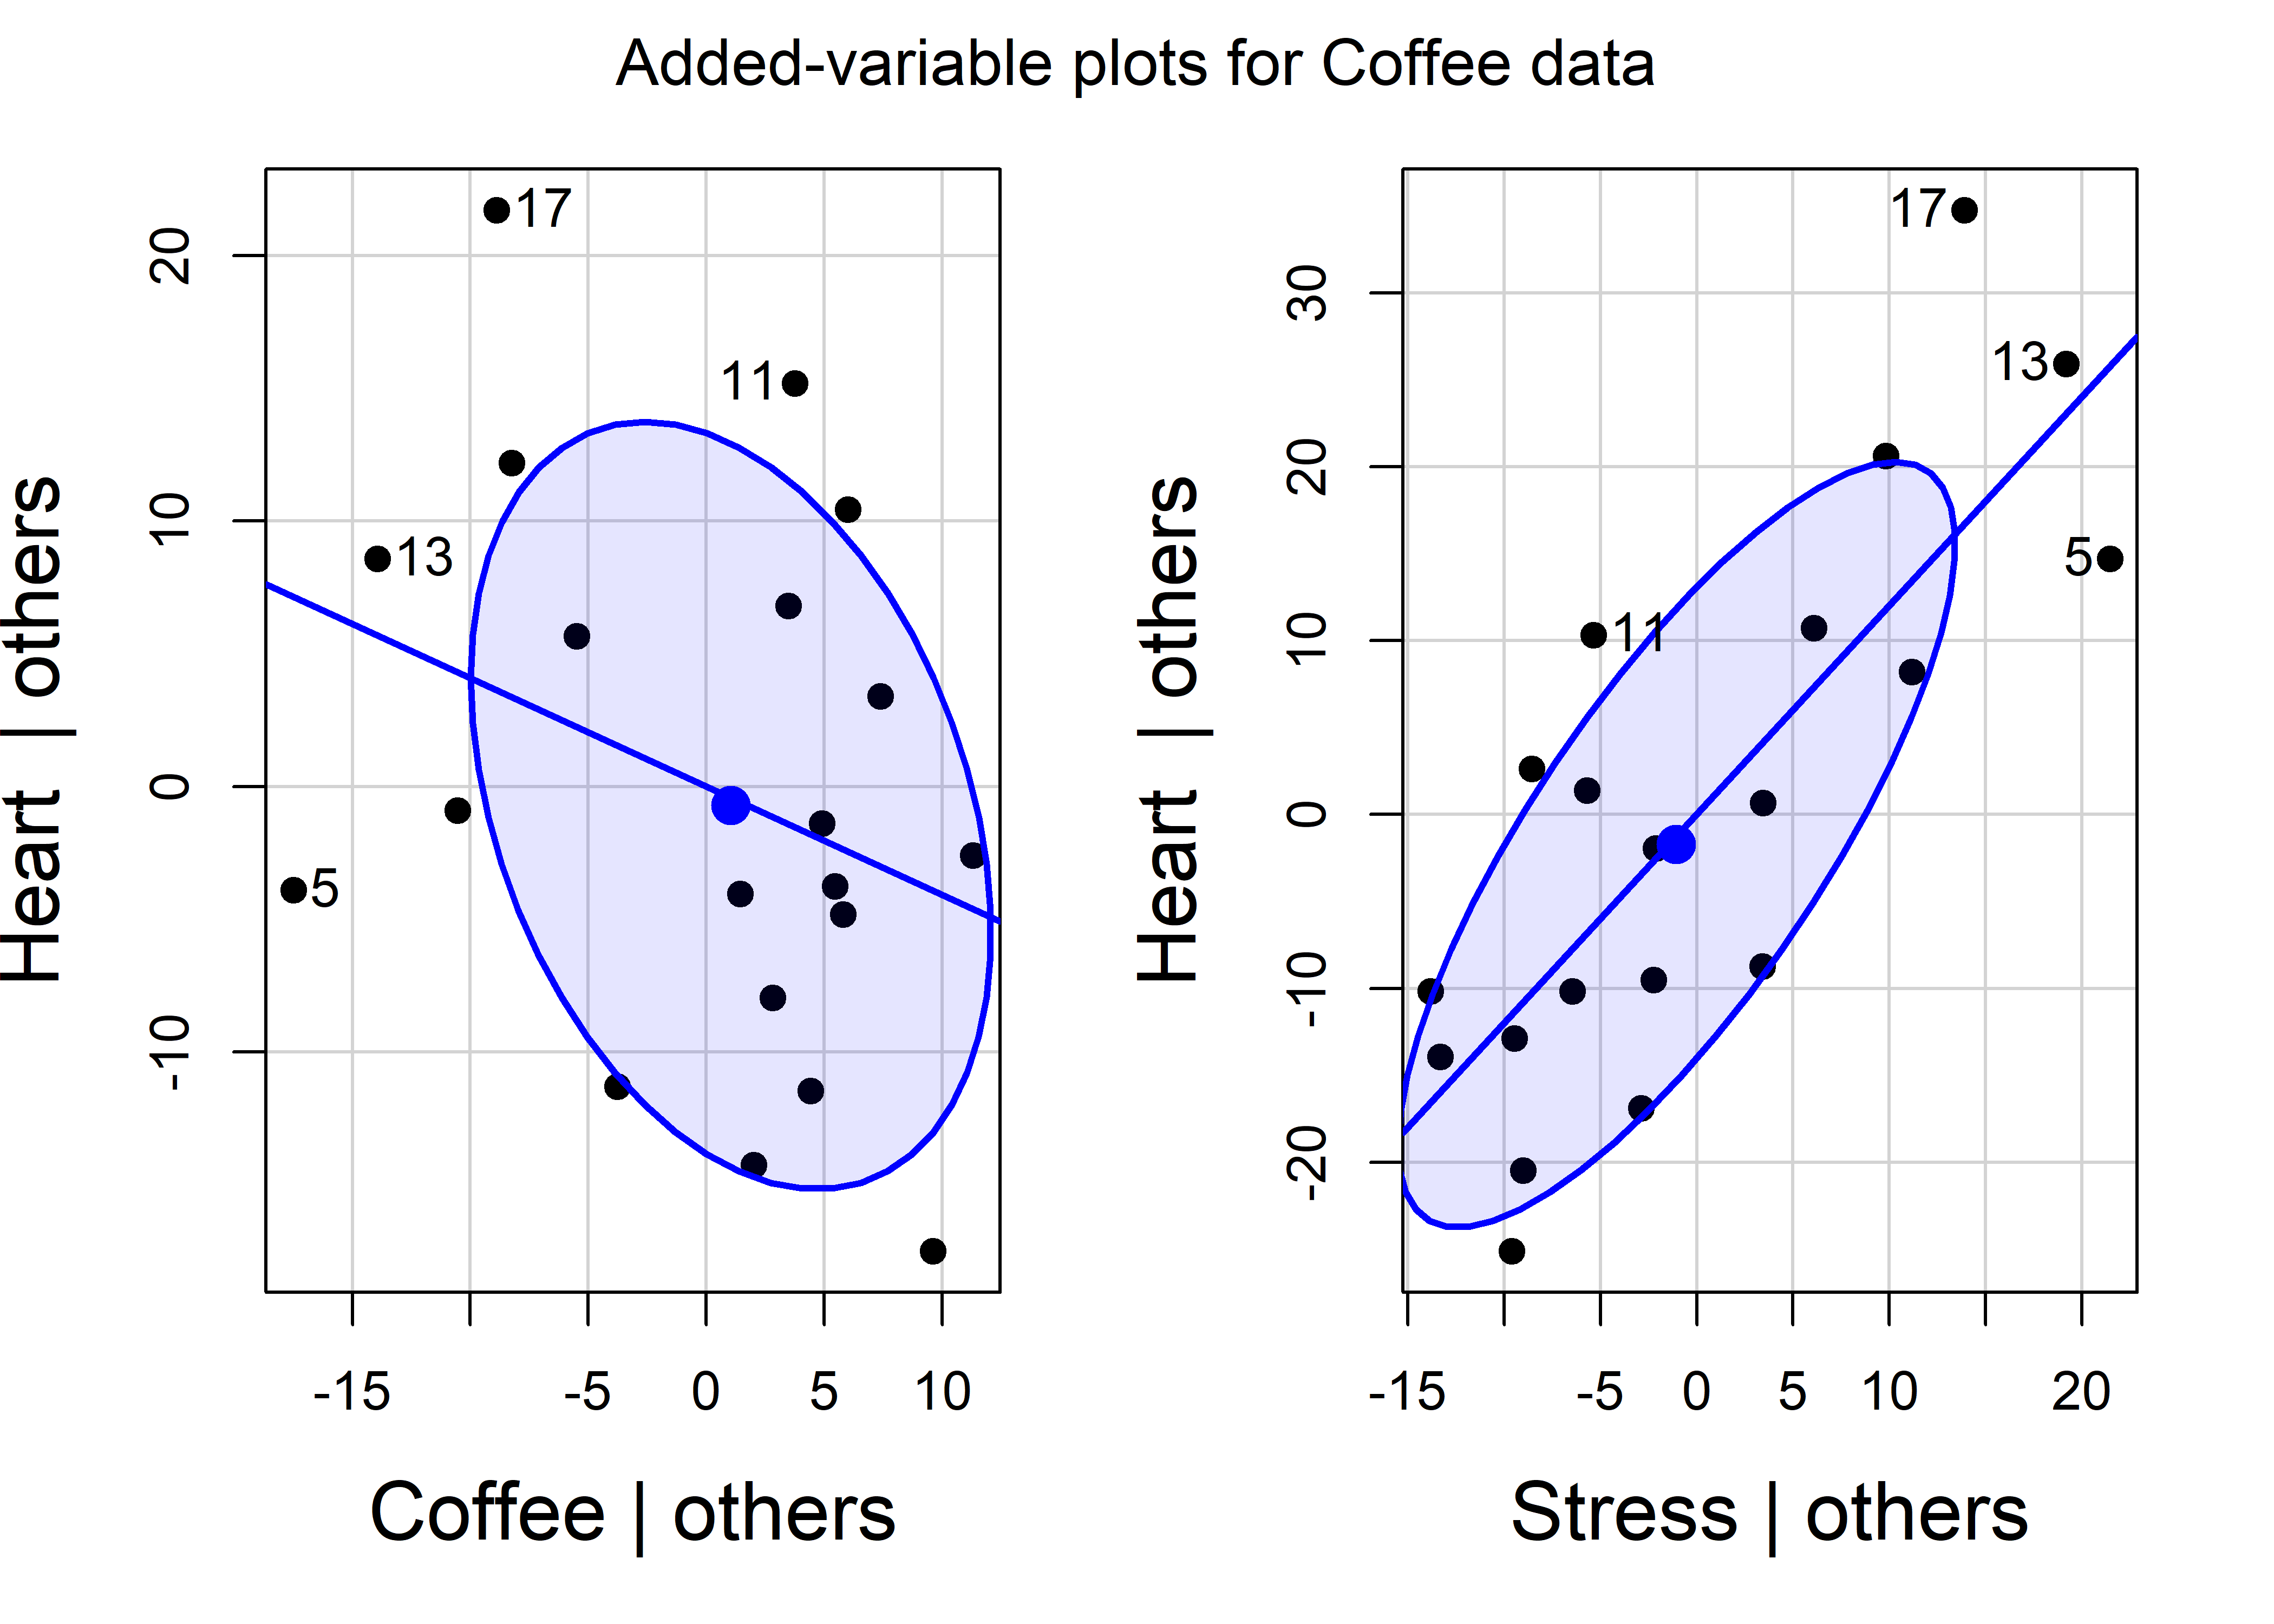 Added-variable plots for Coffee data
Heart | others
20
10
0
-10
17
11
13
5
-15 -5 0 5 10
Coffee | others
Heart | others
30
20
10
0
-10
-20
17
13
5
11
-15 -5 0 5 10 20
Stress | others